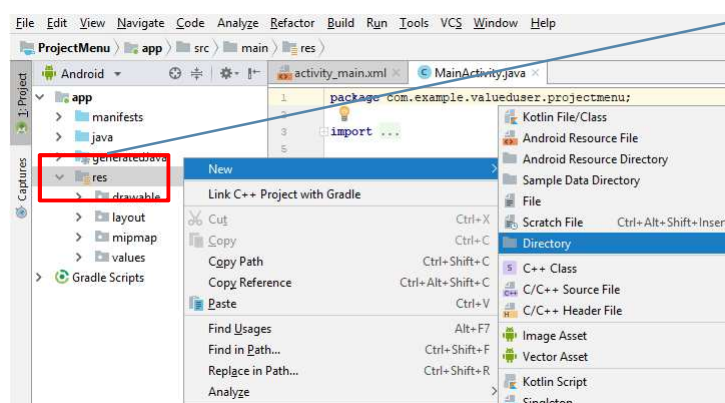 File Edit View Navigate Code Analyze Refactor Build Run Tools VCS Window Help
ProjectMenu app src main res
1: Project
Captures
Android
app
manifests
java
generatedJava
res
drawable
layout
mipmap
values
Gradle Scripts
activity_main.xml MainActivity.java
1 package com.example.valueduser.projectmenu;
2
3 import ...
5
New
Link C++ Project with Gradle
Cut Ctrl+X
Copy Ctrl+C
Copy Path Ctrl+Shift+C
Copy Reference Ctrl+Alt+Shift+C
Paste Ctrl+V
Find Usages Alt+F7
Find in Path... Ctrl+Shift+F
Replace in Path... Ctrl+Shift+R
Analyze
Kotlin File/Class
Android Resource File
Android Resource Directory
Sample Data Directory
File
Scratch File Ctrl+Alt+Shift+Inser
Directory
C++ Class
C/C++ Source File
C/C++ Header File
Image Asset
Vector Asset
Kotlin Script
Singleton